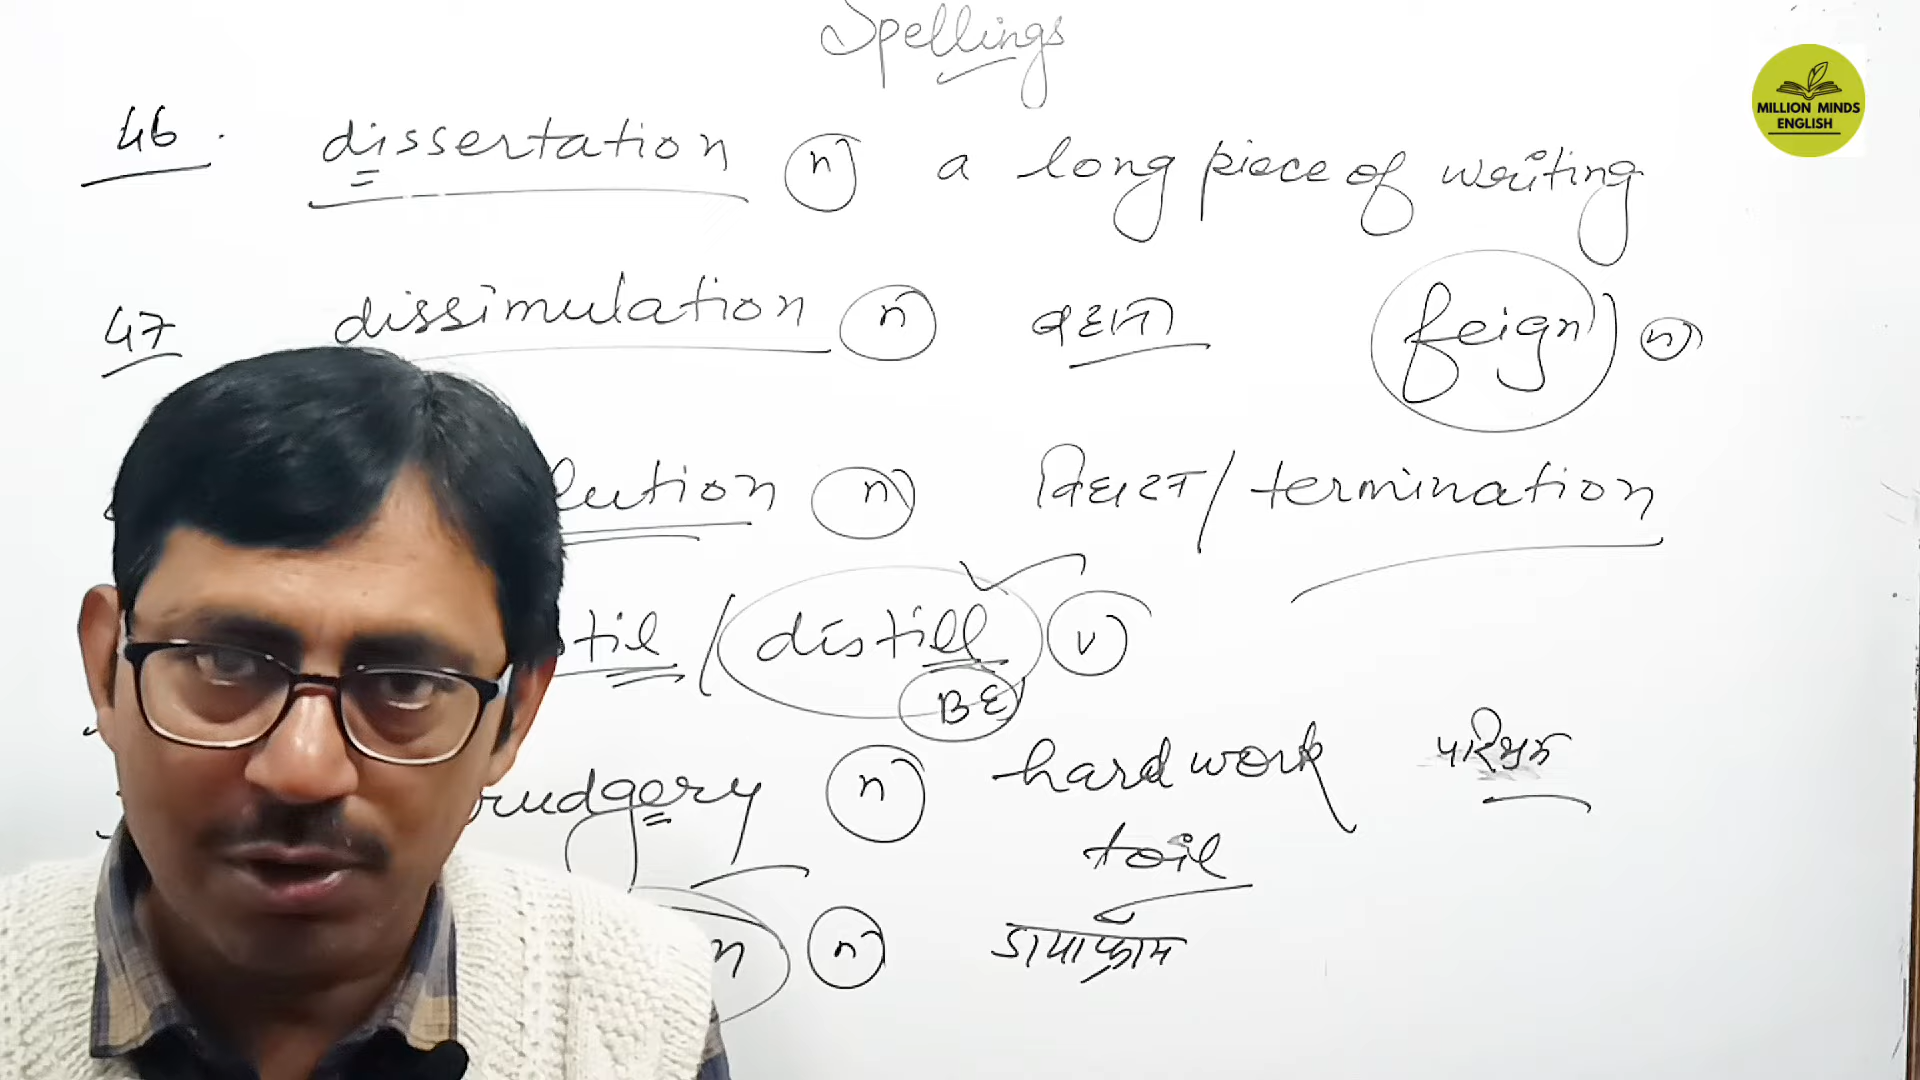 Spellings
MILLION MINDS
ENGLISH
46. dissertation (n) a long piece of writing
47 dissimulation (n) बहाना feign (n)
lution (n) विघटन / termination
til / distill (v)
BE
rudgery (n) hard work परिश्रम
toil
n (n) डायाफ्राम